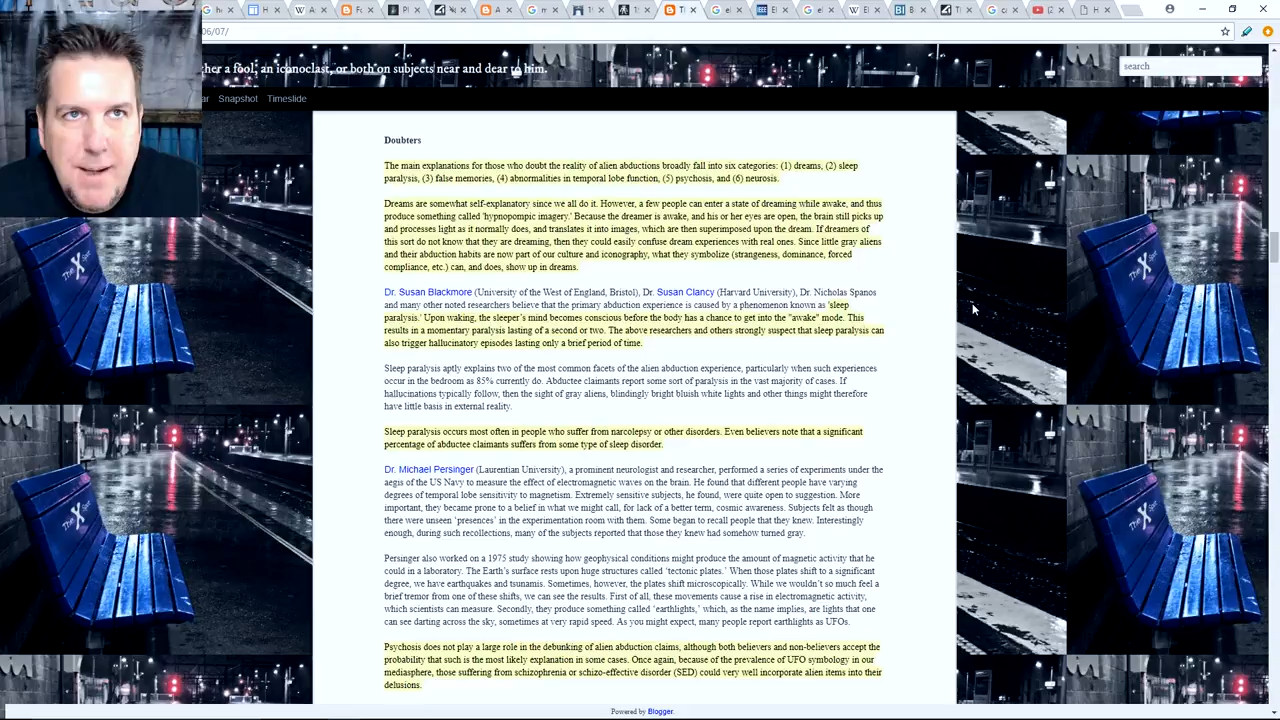 06/07/
her a fool, an iconoclast, or both on subjects near and dear to him.
search
ar Snapshot Timeslide
Doubters
The main explanations for those who doubt the reality of alien abductions broadly fall into six categories: (1) dreams, (2) sleep
paralysis, (3) false memories, (4) abnormalities in temporal lobe function, (5) psychosis, and (6) neurosis.
Dreams are somewhat self-explanatory since we all do it. However, a few people can enter a state of dreaming while awake, and thus
produce something called 'hypnopompic imagery.' Because the dreamer is awake, and his or her eyes are open, the brain still picks up
and processes light as it normally does, and translates it into images, which are then superimposed upon the dream. If dreamers of
this sort do not know that they are dreaming, then they could easily confuse dream experiences with real ones. Since little gray aliens
and their abduction habits are now part of our culture and iconography, what they symbolize (strangeness, dominance, forced
compliance, etc.) can, and does, show up in dreams.
Dr. Susan Blackmore (University of the West of England, Bristol), Dr. Susan Clancy (Harvard University), Dr. Nicholas Spanos
and many other noted researchers believe that the primary abduction experience is caused by a phenomenon known as 'sleep
paralysis.' Upon waking, the sleeper's mind becomes conscious before the body has a chance to get into the "awake" mode. This
results in a momentary paralysis lasting of a second or two. The above researchers and others strongly suspect that sleep paralysis can
also trigger hallucinatory episodes lasting only a brief period of time.
Sleep paralysis aptly explains two of the most common facets of the alien abduction experience, particularly when such experiences
occur in the bedroom as 85% currently do. Abductee claimants report some sort of paralysis in the vast majority of cases. If
hallucinations typically follow, then the sight of gray aliens, blindingly bright bluish white lights and other things might therefore
have little basis in external reality.
Sleep paralysis occurs most often in people who suffer from narcolepsy or other disorders. Even believers note that a significant
percentage of abductee claimants suffers from some type of sleep disorder.
Dr. Michael Persinger (Laurentian University), a prominent neurologist and researcher, performed a series of experiments under the
aegis of the US Navy to measure the effect of electromagnetic waves on the brain. He found that different people have varying
degrees of temporal lobe sensitivity to magnetism. Extremely sensitive subjects, he found, were quite open to suggestion. More
important, they became prone to a belief in what we might call, for lack of a better term, cosmic awareness. Subjects felt as though
there were unseen 'presences' in the experimentation room with them. Some began to recall people that they knew. Interestingly
enough, during such recollections, many of the subjects reported that those they knew had somehow turned gray.
Persinger also worked on a 1975 study showing how geophysical conditions might produce the amount of magnetic activity that he
could in a laboratory. The Earth's surface rests upon huge structures called 'tectonic plates.' When those plates shift to a significant
degree, we have earthquakes and tsunamis. Sometimes, however, the plates shift microscopically. While we wouldn't so much feel a
brief tremor from one of these shifts, we can see the results. First of all, these movements cause a rise in electromagnetic activity,
which scientists can measure. Secondly, they produce something called 'earthlights,' which, as the name implies, are lights that one
can see darting across the sky, sometimes at very rapid speed. As you might expect, many people report earthlights as UFOs.
Psychosis does not play a large role in the debunking of alien abduction claims, although both believers and non-believers accept the
probability that such is the most likely explanation in some cases. Once again, because of the prevalence of UFO symbology in our
mediasphere, those suffering from schizophrenia or schizo-effective disorder (SED) could very well incorporate alien items into their
delusions.
Powered by Blogger.